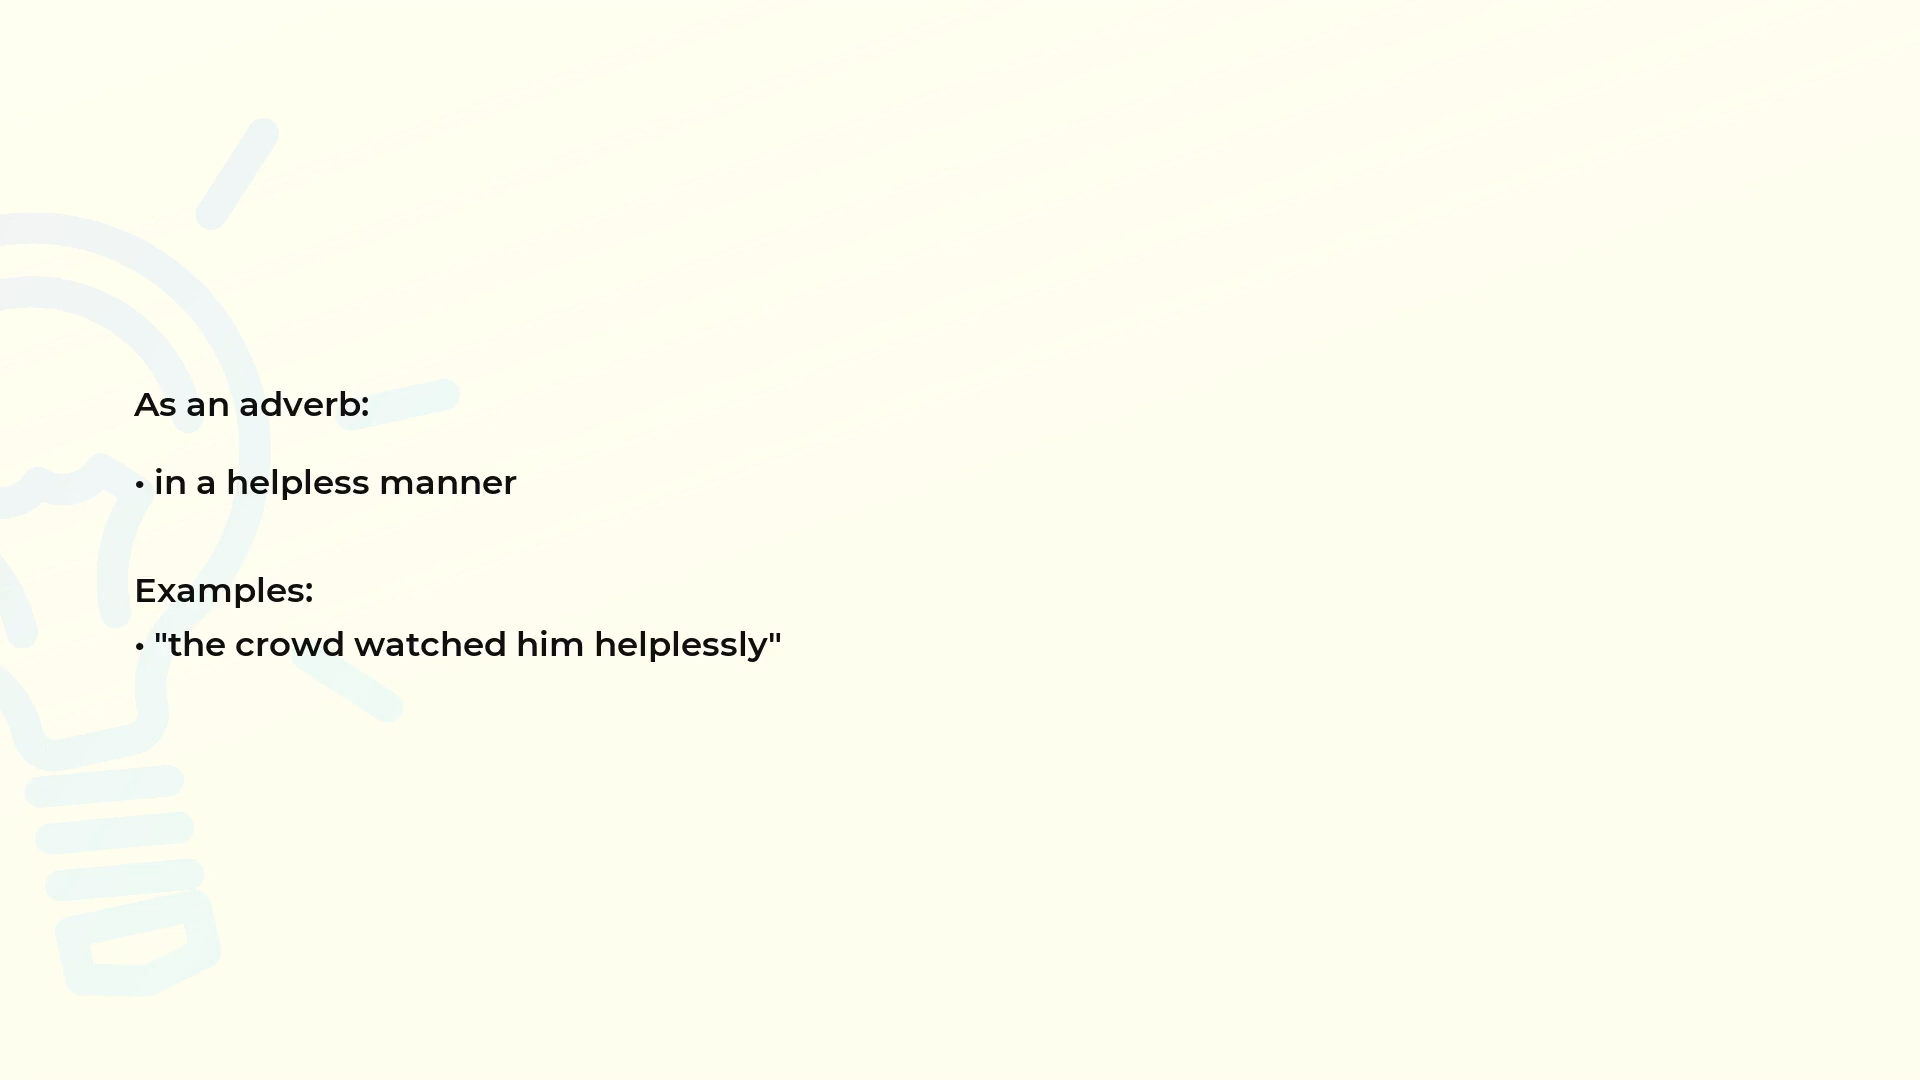 As an adverb:
• in a helpless manner
Examples:
• "the crowd watched him helplessly"